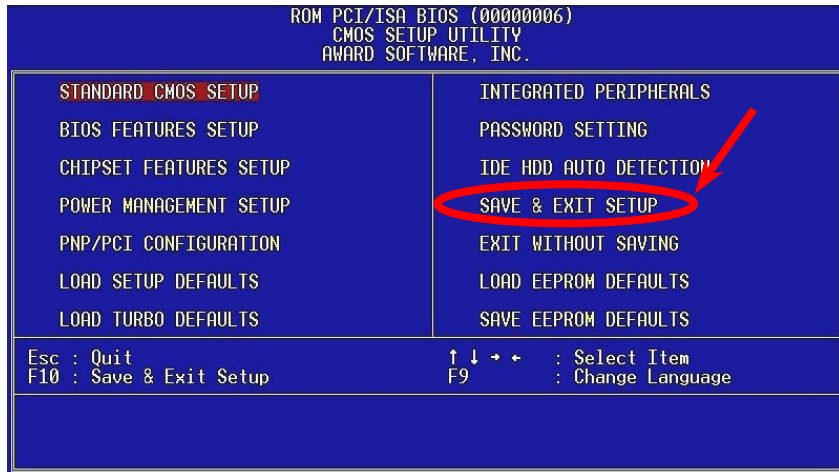 ROM PCI/ISA BIOS (00000006)
CMOS SETUP UTILITY
AWARD SOFTWARE, INC.
STANDARD CMOS SETUP
BIOS FEATURES SETUP
CHIPSET FEATURES SETUP
POWER MANAGEMENT SETUP
PNP/PCI CONFIGURATION
LOAD SETUP DEFAULTS
LOAD TURBO DEFAULTS
INTEGRATED PERIPHERALS
PASSWORD SETTING
IDE HDD AUTO DETECTION
SAVE & EXIT SETUP
EXIT WITHOUT SAVING
LOAD EEPROM DEFAULTS
SAVE EEPROM DEFAULTS
Esc : Quit
F10 : Save & Exit Setup
↑ ↓ → ← : Select Item
F9 : Change Language